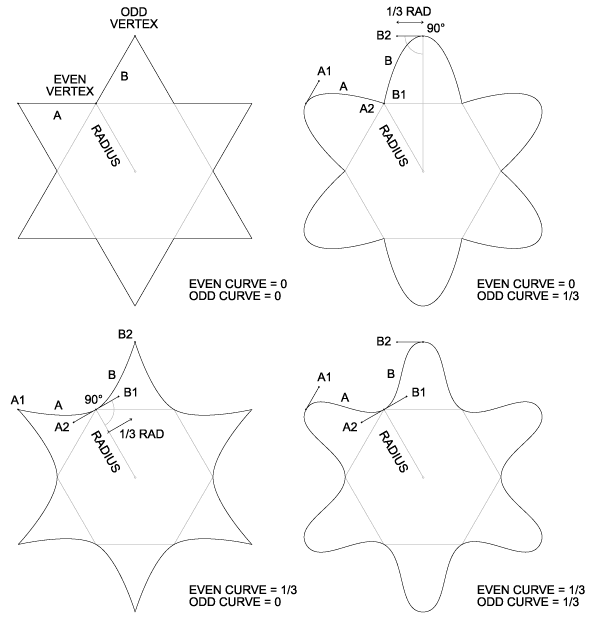 ODD
VERTEX
B
EVEN
VERTEX
A
RADIUS
EVEN CURVE = 0
ODD CURVE = 0
1/3 RAD
B2
90°
B
A1
A
B1
A2
RADIUS
EVEN CURVE = 0
ODD CURVE = 1/3
B2
B
A1
A
90°
B1
A2
1/3 RAD
RADIUS
EVEN CURVE = 1/3
ODD CURVE = 0
B2
B
A1
A
B1
A2
RADIUS
EVEN CURVE = 1/3
ODD CURVE = 1/3